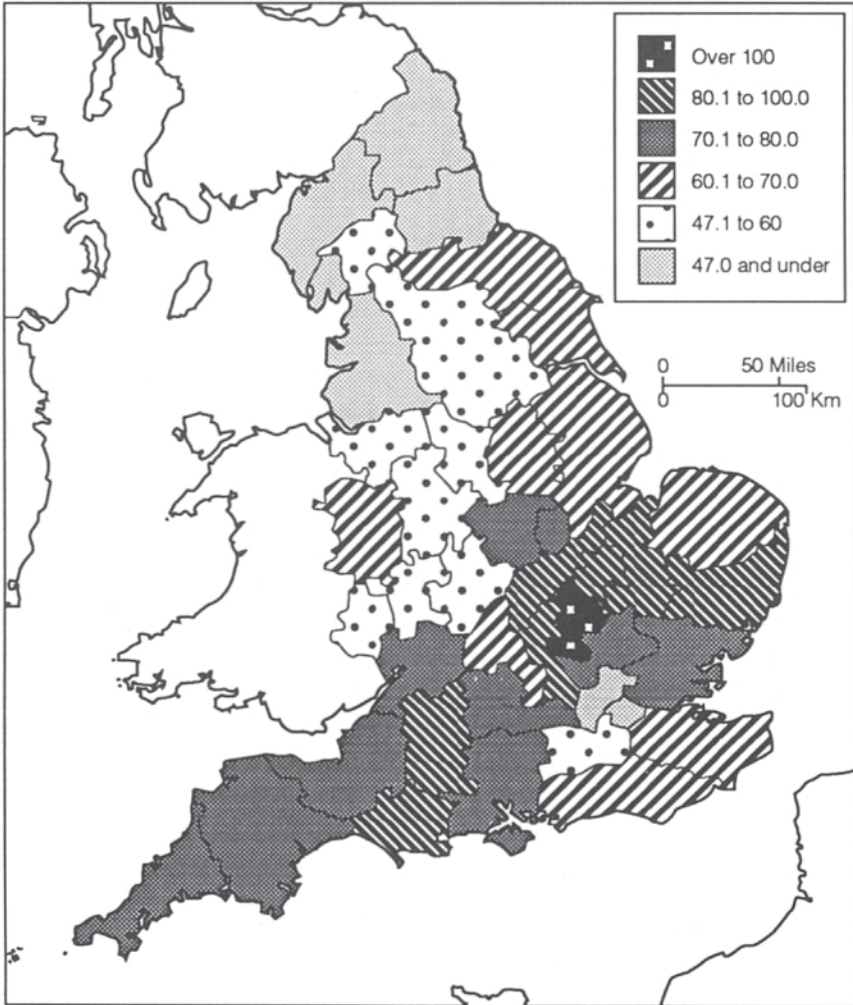 Over 100
80.1 to 100.0
70.1 to 80.0
60.1 to 70.0
47.1 to 60
47.0 and under
0 50 Miles
0 100 Km